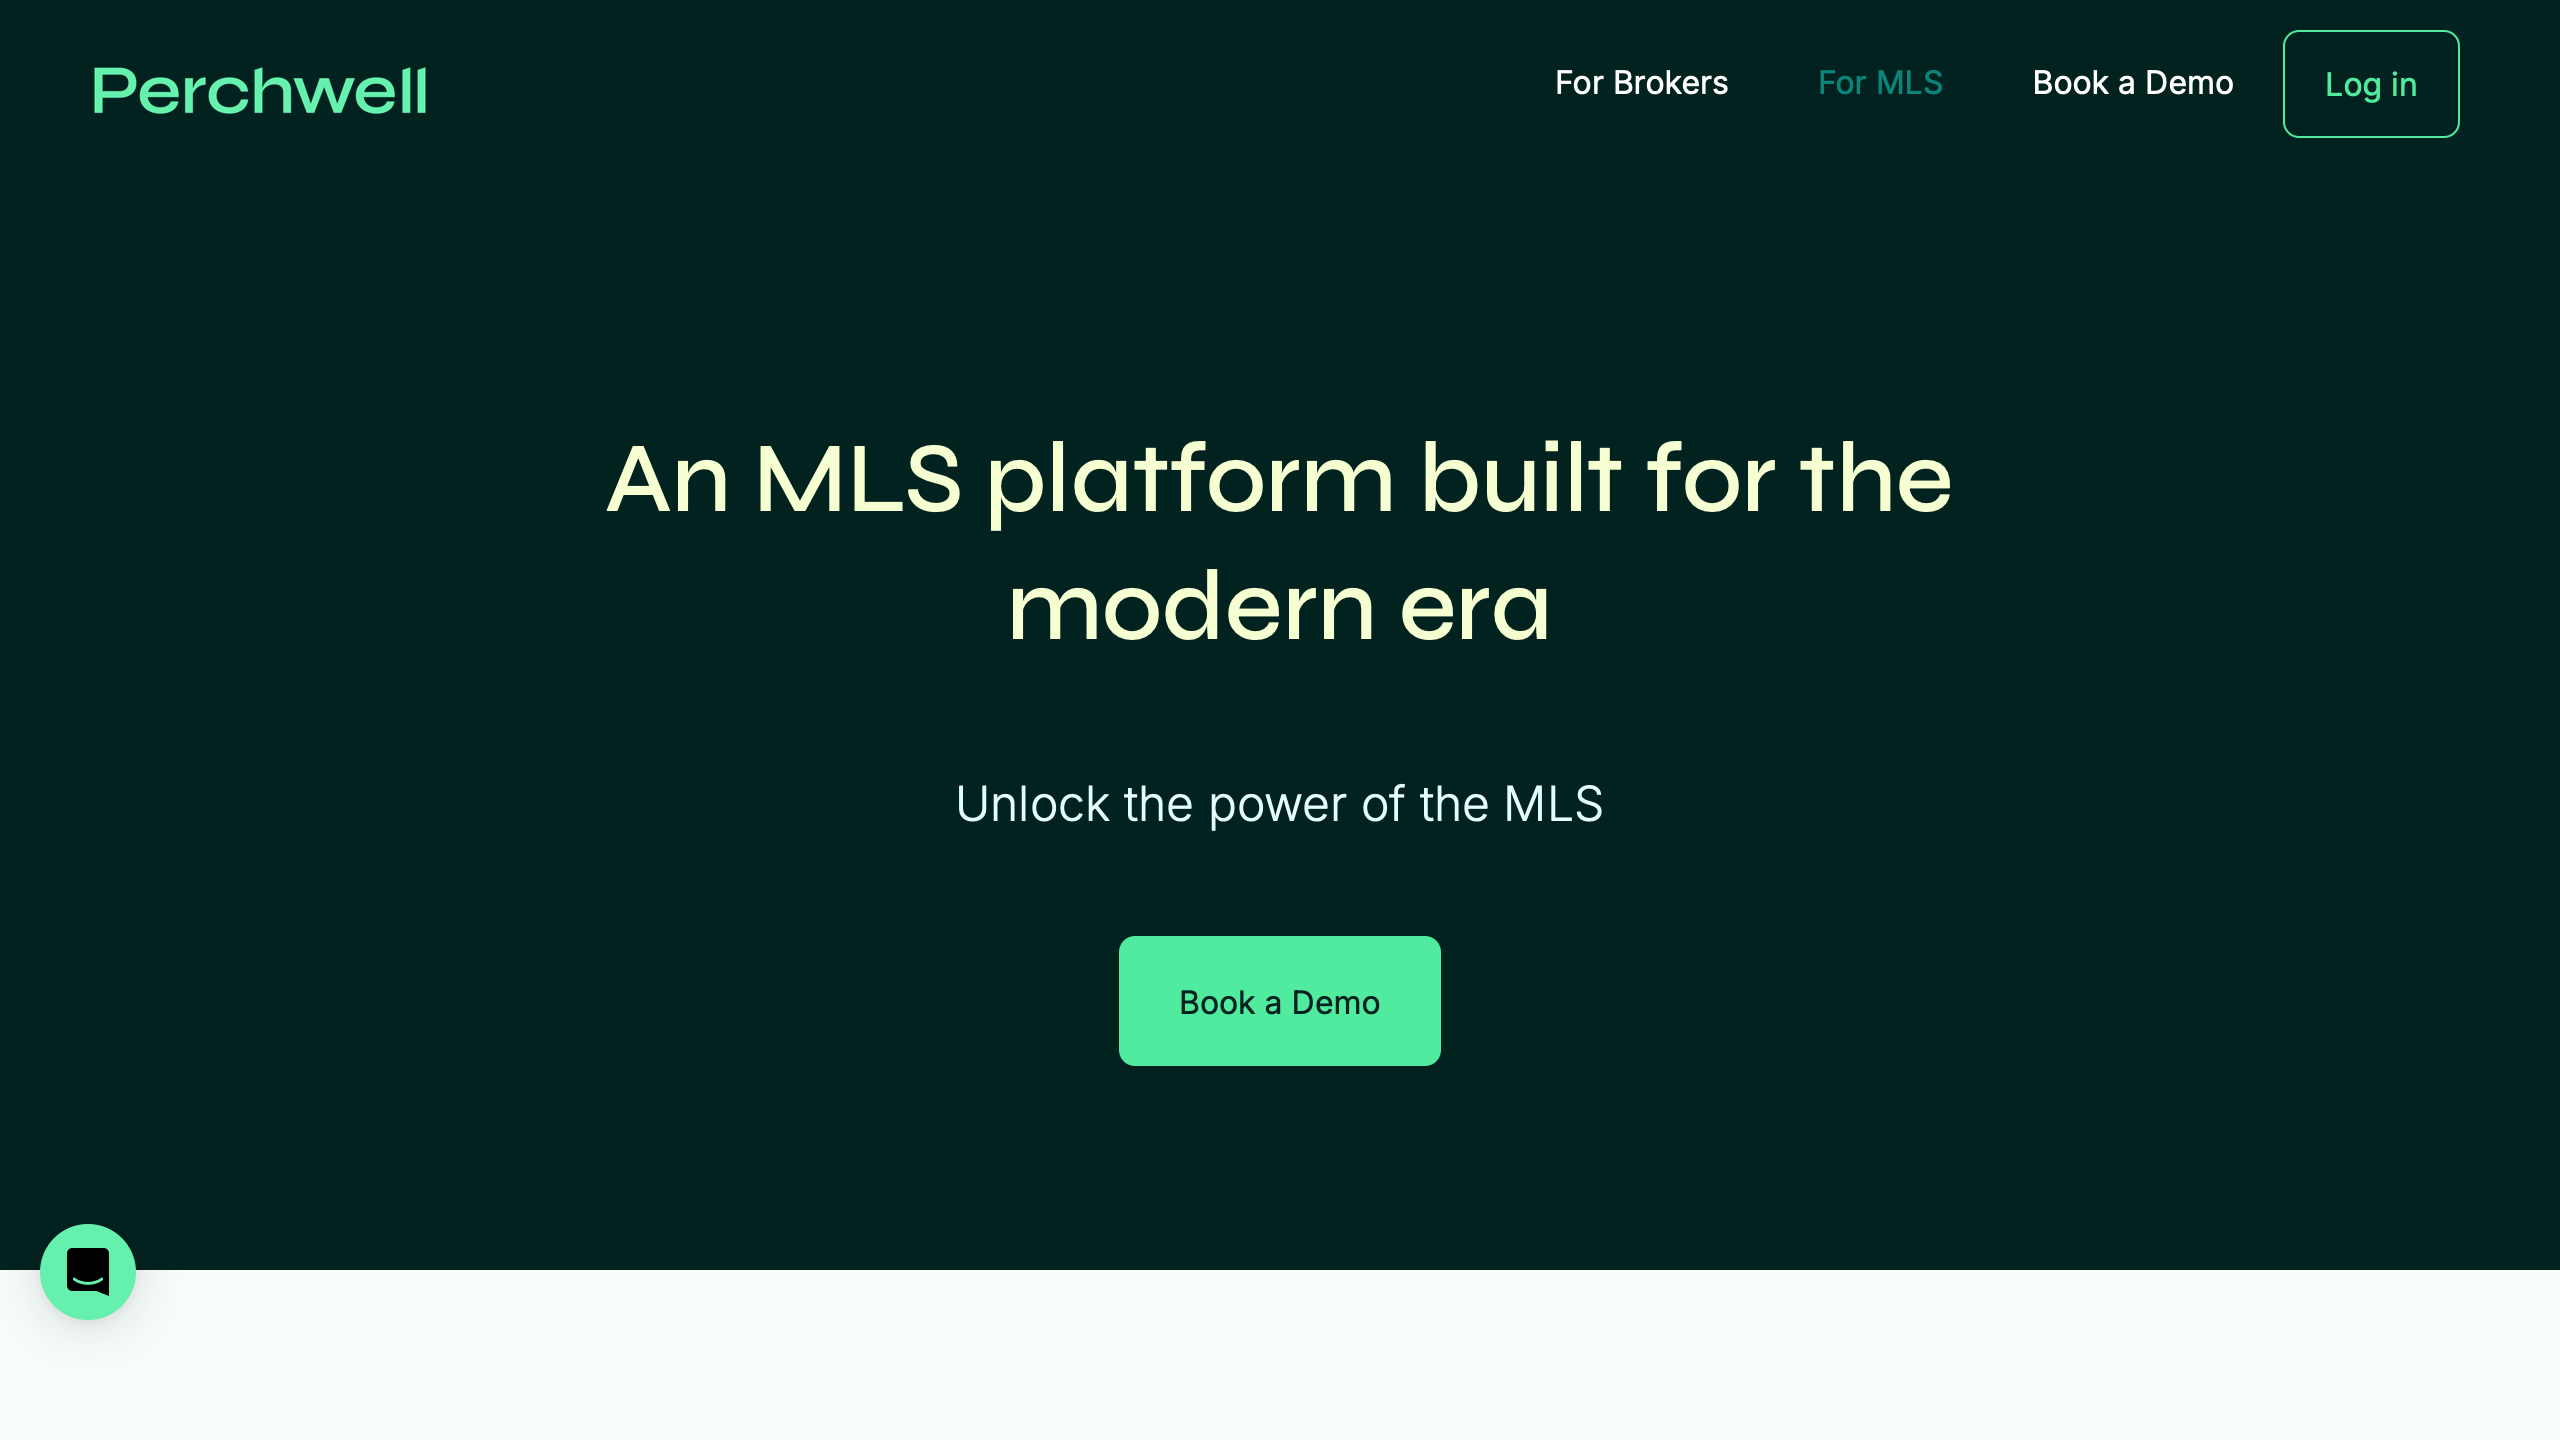 Perchwell
For Brokers
For MLS
Book a Demo
Log in
An MLS platform built for the
modern era
Unlock the power of the MLS
Book a Demo